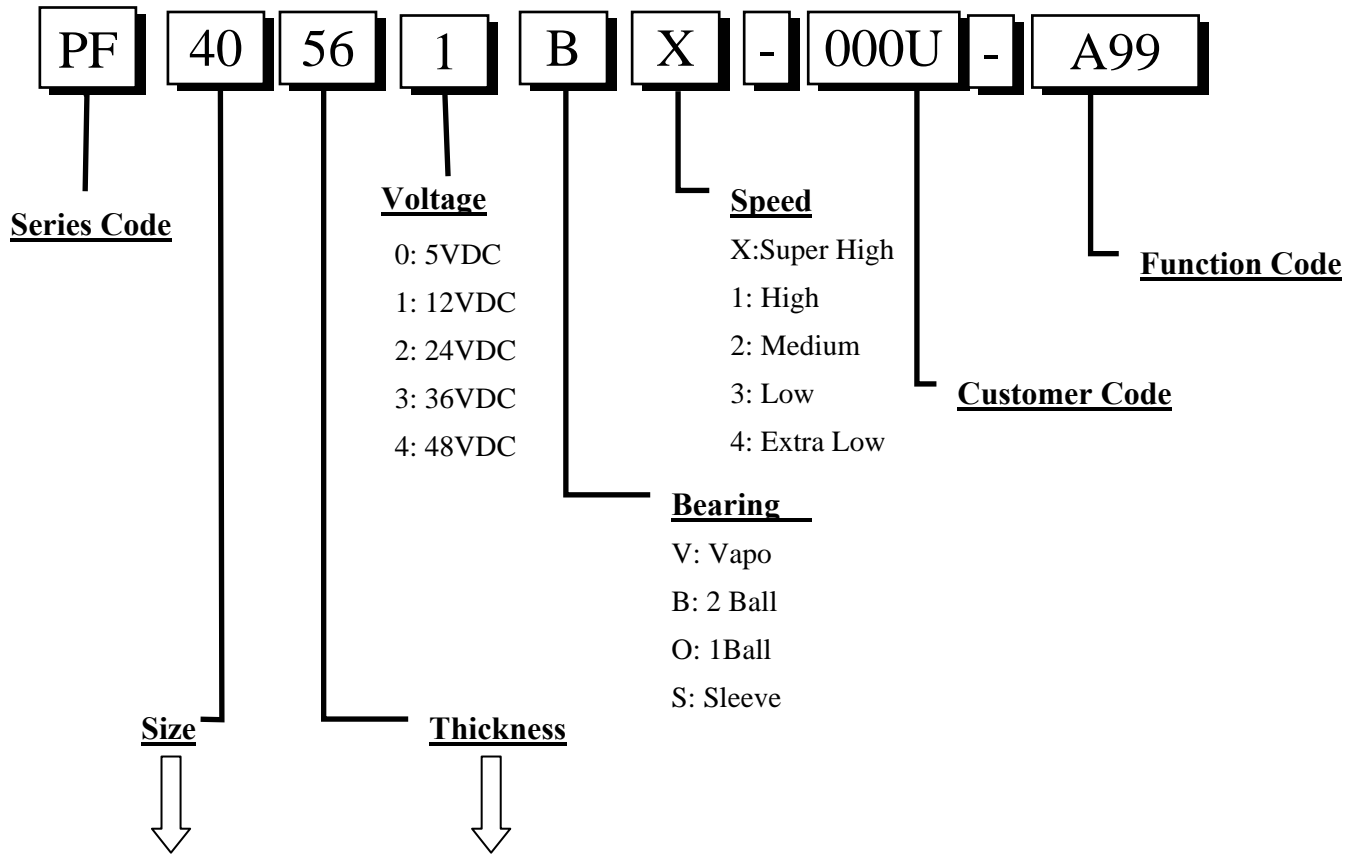 PF 40 56 1 B X - 000U - A99
Series Code
Voltage
0: 5VDC
1: 12VDC
2: 24VDC
3: 36VDC
4: 48VDC
Speed
X:Super High
1: High
2: Medium
3: Low
4: Extra Low
Function Code
Customer Code
Bearing
V: Vapo
B: 2 Ball
O: 1Ball
S: Sleeve
Size
Thickness